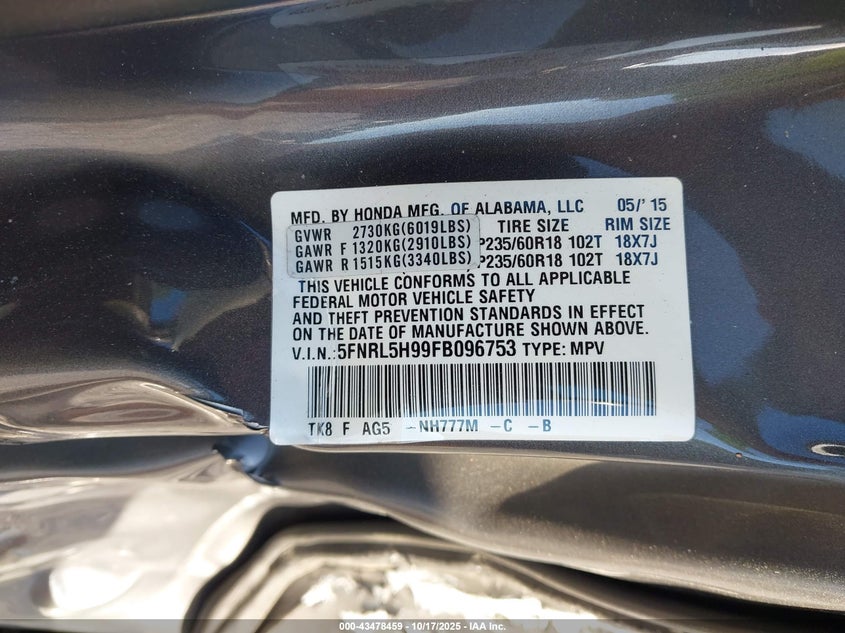 MFD. BY HONDA MFG. OF ALABAMA, LLC 05/' 15
GVWR 2730KG(6019LBS) TIRE SIZE RIM SIZE
GAWR F 1320KG(2910LBS) P235/60R18 102T 18X7J
GAWR R 1515KG(3340LBS) P235/60R18 102T 18X7J
THIS VEHICLE CONFORMS TO ALL APPLICABLE
FEDERAL MOTOR VEHICLE SAFETY
AND THEFT PREVENTION STANDARDS IN EFFECT
ON THE DATE OF MANUFACTURE SHOWN ABOVE.
V.I.N.: 5FNRL5H99FB096753 TYPE: MPV
TK8 F AG5 -NH777M -C -B
000-43478459 - 10/17/2025 - IAA Inc.